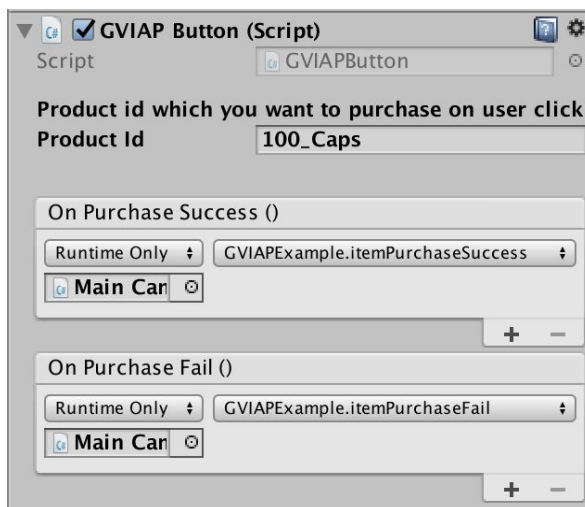 GVIAP Button (Script)
Script GVIAPButton
Product id which you want to purchase on user click
Product Id 100_Caps
On Purchase Success ()
Runtime Only GVIAPExample.itemPurchaseSuccess
Main Can
On Purchase Fail ()
Runtime Only GVIAPExample.itemPurchaseFail
Main Can